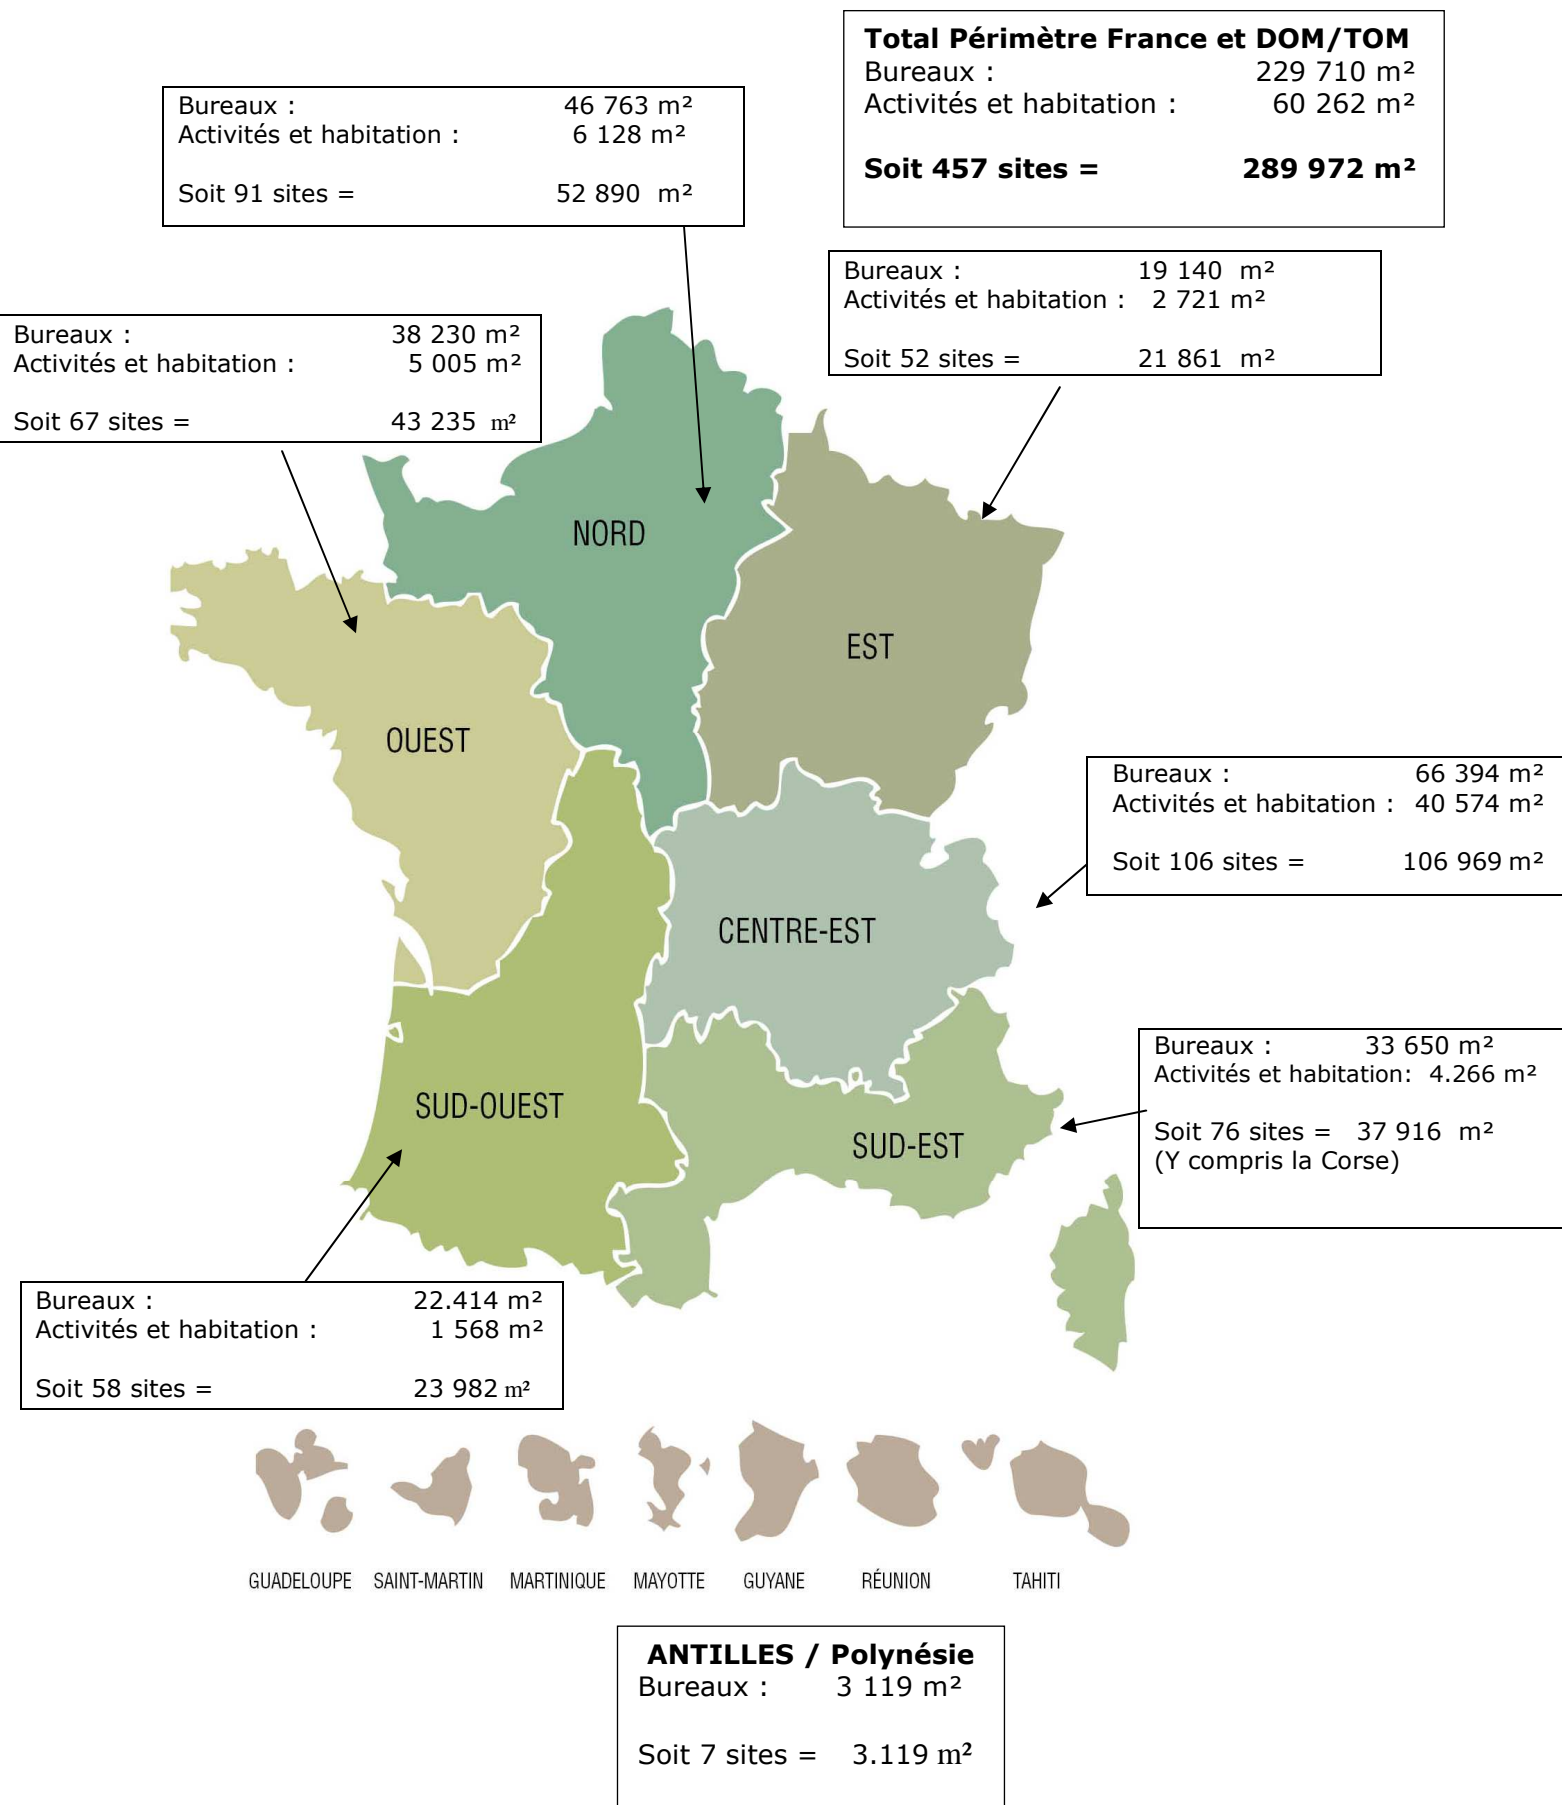 Total Périmètre France et DOM/TOM
Bureaux : 229 710 m²
Activités et habitation : 60 262 m²
Soit 457 sites = 289 972 m²
Bureaux : 46 763 m²
Activités et habitation : 6 128 m²
Soit 91 sites = 52 890 m²
Bureaux : 19 140 m²
Activités et habitation : 2 721 m²
Soit 52 sites = 21 861 m²
Bureaux : 38 230 m²
Activités et habitation : 5 005 m²
Soit 67 sites = 43 235 m²
NORD
EST
OUEST
Bureaux : 66 394 m²
Activités et habitation : 40 574 m²
Soit 106 sites = 106 969 m²
CENTRE-EST
Bureaux : 33 650 m²
Activités et habitation: 4.266 m²
Soit 76 sites = 37 916 m²
(Y compris la Corse)
SUD-OUEST
SUD-EST
Bureaux : 22.414 m²
Activités et habitation : 1 568 m²
Soit 58 sites = 23 982 m²
GUADELOUPE SAINT-MARTIN MARTINIQUE MAYOTTE GUYANE RÉUNION TAHITI
ANTILLES / Polynésie
Bureaux : 3 119 m²
Soit 7 sites = 3.119 m²